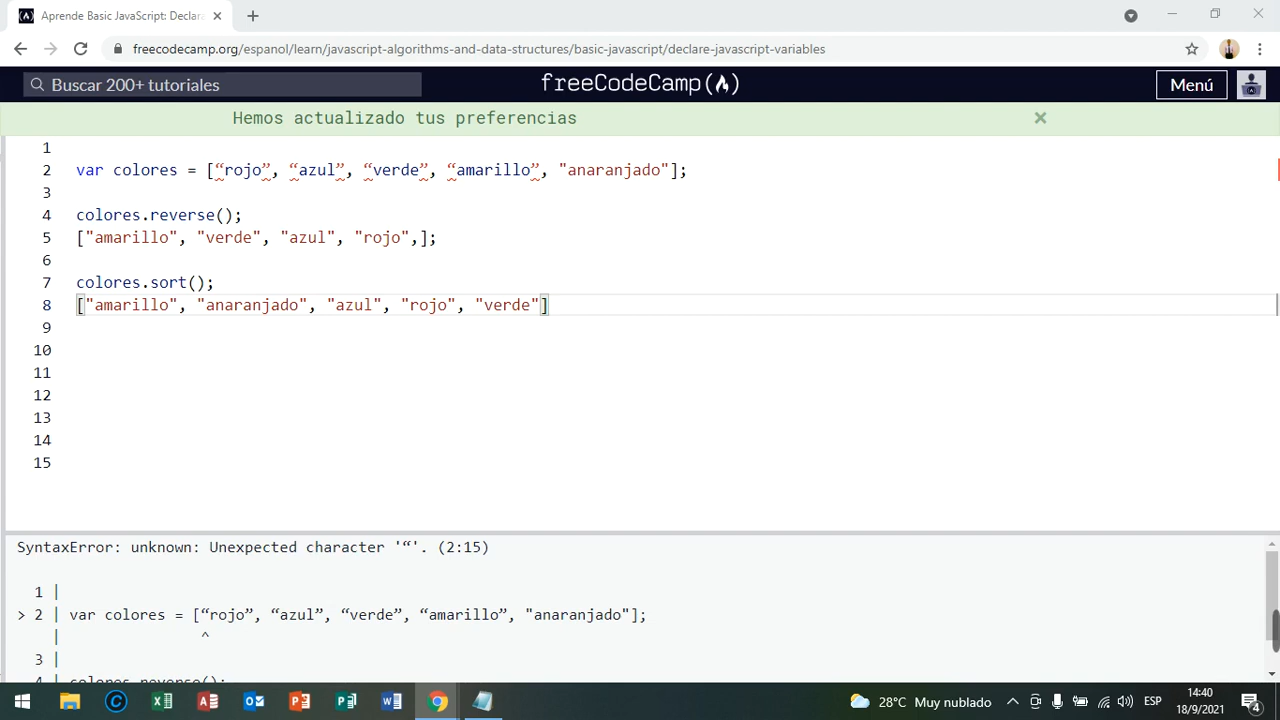 Aprende Basic JavaScript: Declar
freecodecamp.org/espanol/learn/javascript-algorithms-and-data-structures/basic-javascript/declare-javascript-variables
Buscar 200+ tutoriales
freeCodeCamp
Menú
Hemos actualizado tus preferencias
1
2 var colores = [“rojo”, “azul”, “verde”, “amarillo”, "anaranjado"];
3
4 colores.reverse();
5 ["amarillo", "verde", "azul", "rojo",];
6
7 colores.sort();
8 ["amarillo", "anaranjado", "azul", "rojo", "verde"]
9
10
11
12
13
14
15
SyntaxError: unknown: Unexpected character '“'. (2:15)
1 |
> 2 | var colores = [“rojo”, “azul”, “verde”, “amarillo”, "anaranjado"];
| ^
3 |
4 | colores.reverse();
28°C Muy nublado
ESP
14:40
18/9/2021
4